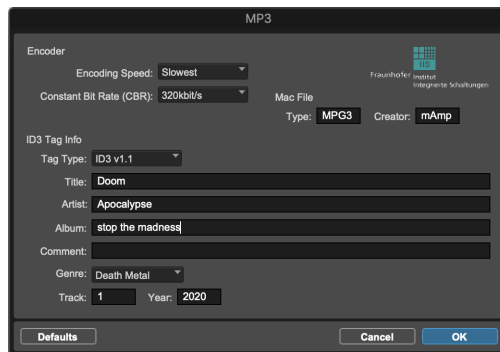 MP3
Encoder
Encoding Speed: Slowest
Constant Bit Rate (CBR): 320kbit/s
IIS
Fraunhofer Institut
Integrierte Schaltungen
Mac File
Type: MPG3 Creator: mAmp
ID3 Tag Info
Tag Type: ID3 v1.1
Title: Doom
Artist: Apocalypse
Album: stop the madness
Comment:
Genre: Death Metal
Track: 1 Year: 2020
Defaults Cancel OK